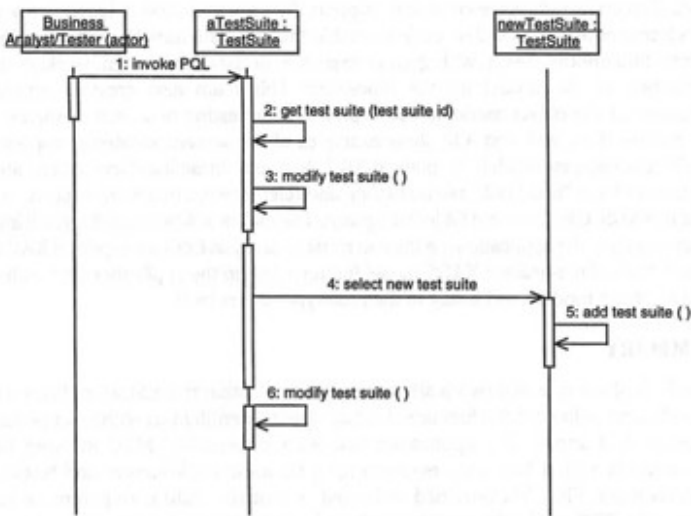 Business
Analyst/Tester (actor)
aTestSuite :
TestSuite
newTestSuite :
TestSuite
1: invoke PQL
2: get test suite (test suite id)
3: modify test suite ( )
4: select new test suite
5: add test suite ( )
6: modify test suite ( )